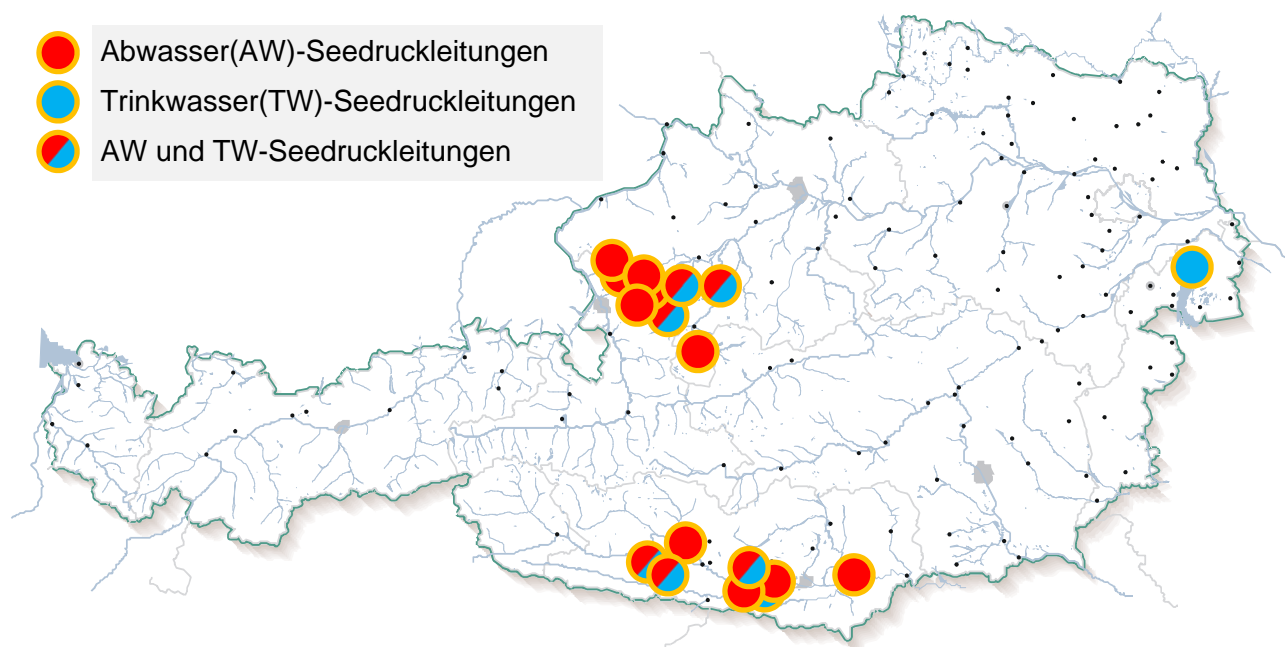 Abwasser(AW)-Seedruckleitungen
Trinkwasser(TW)-Seedruckleitungen
AW und TW-Seedruckleitungen